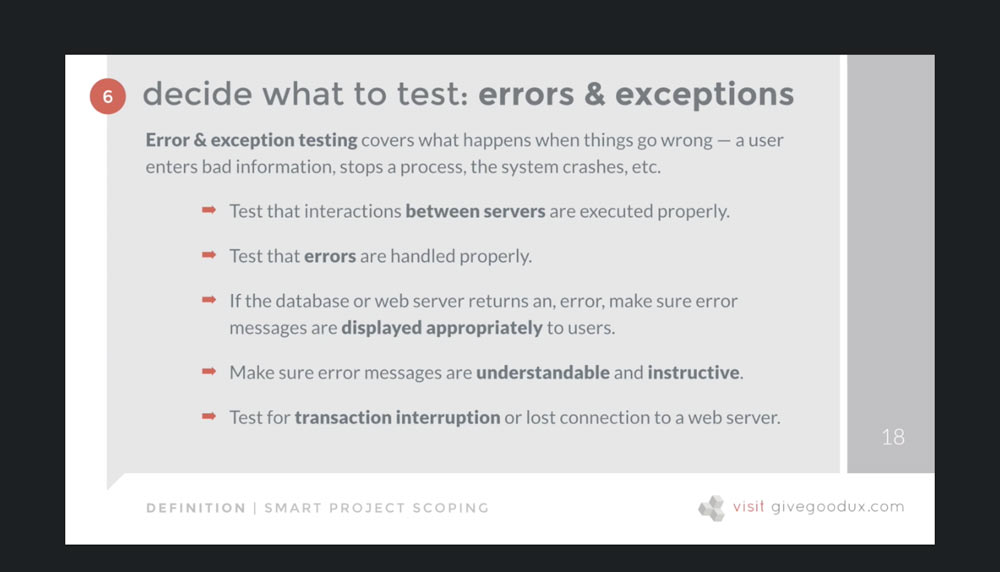 6
decide what to test: errors & exceptions
Error & exception testing covers what happens when things go wrong — a user
enters bad information, stops a process, the system crashes, etc.
➡ Test that interactions between servers are executed properly.
➡ Test that errors are handled properly.
➡ If the database or web server returns an, error, make sure error
messages are displayed appropriately to users.
➡ Make sure error messages are understandable and instructive.
➡ Test for transaction interruption or lost connection to a web server.
18
DEFINITION | SMART PROJECT SCOPING
visit givegoodux.com